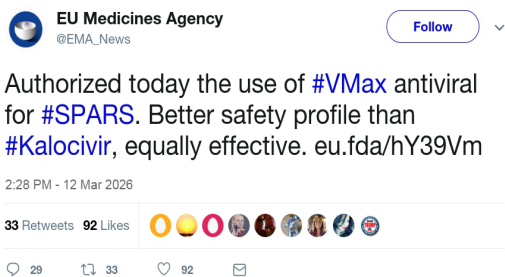 EU Medicines Agency
@EMA_News
Follow
Authorized today the use of #VMax antiviral
for #SPARS. Better safety profile than
#Kalocivir, equally effective. eu.fda/hY39Vm
2:28 PM - 12 Mar 2026
33 Retweets 92 Likes
29 33 92